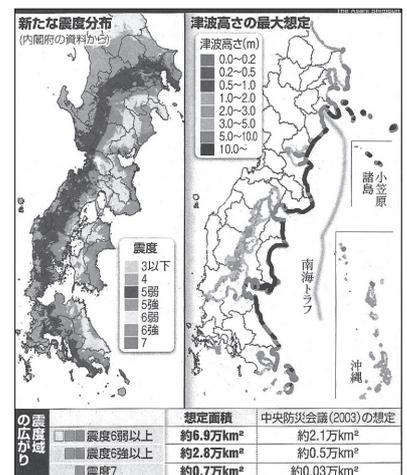 The Asahi Shimbun
新たな震度分布
(内閣府の資料から)
震度
3以下
4
5弱
5強
6弱
6強
7
津波高さの最大想定
津波高さ(m)
0.0~0.2
0.2~0.5
0.5~1.0
1.0~2.0
2.0~3.0
3.0~5.0
5.0~10.0
10.0~
小笠原
諸島
南海トラフ
沖縄
震度域
の広がり
想定面積
中央防災会議(2003)の想定
震度6弱以上
約6.9万km²
約2.1万km²
震度6強以上
約2.8万km²
約0.5万km²
震度7
約0.7万km²
約0.03万km²